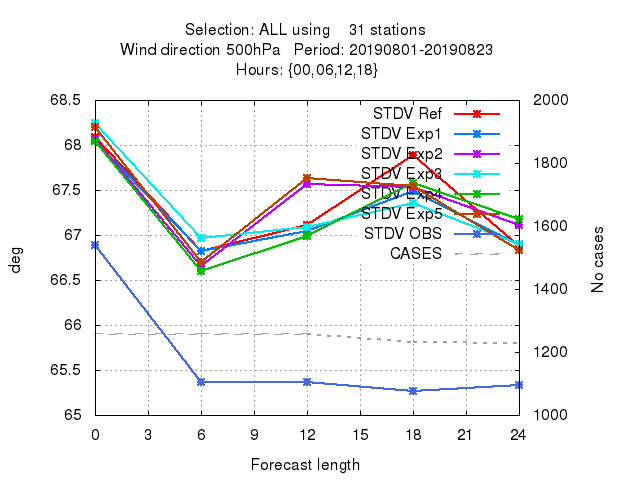 Selection: ALL using 31 stations
Wind direction 500hPa Period: 20190801-20190823
Hours: {00,06,12,18}
68.5
68
67.5
67
66.5
66
65.5
65
2000
1800
1600
1400
1200
1000
STDV Ref
STDV Exp1
STDV Exp2
STDV Exp3
STDV Exp4
STDV Exp5
STDV OBS
CASES
deg
No cases
0 3 6 9 12 15 18 21 24
Forecast length